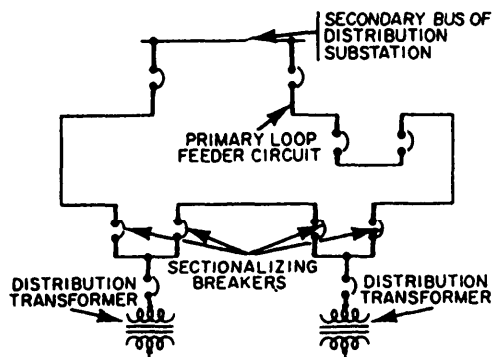 SECONDARY BUS OF
DISTRIBUTION
SUBSTATION
PRIMARY LOOP
FEEDER CIRCUIT
SECTIONALIZING
BREAKERS
DISTRIBUTION
TRANSFORMER
DISTRIBUTION
TRANSFORMER